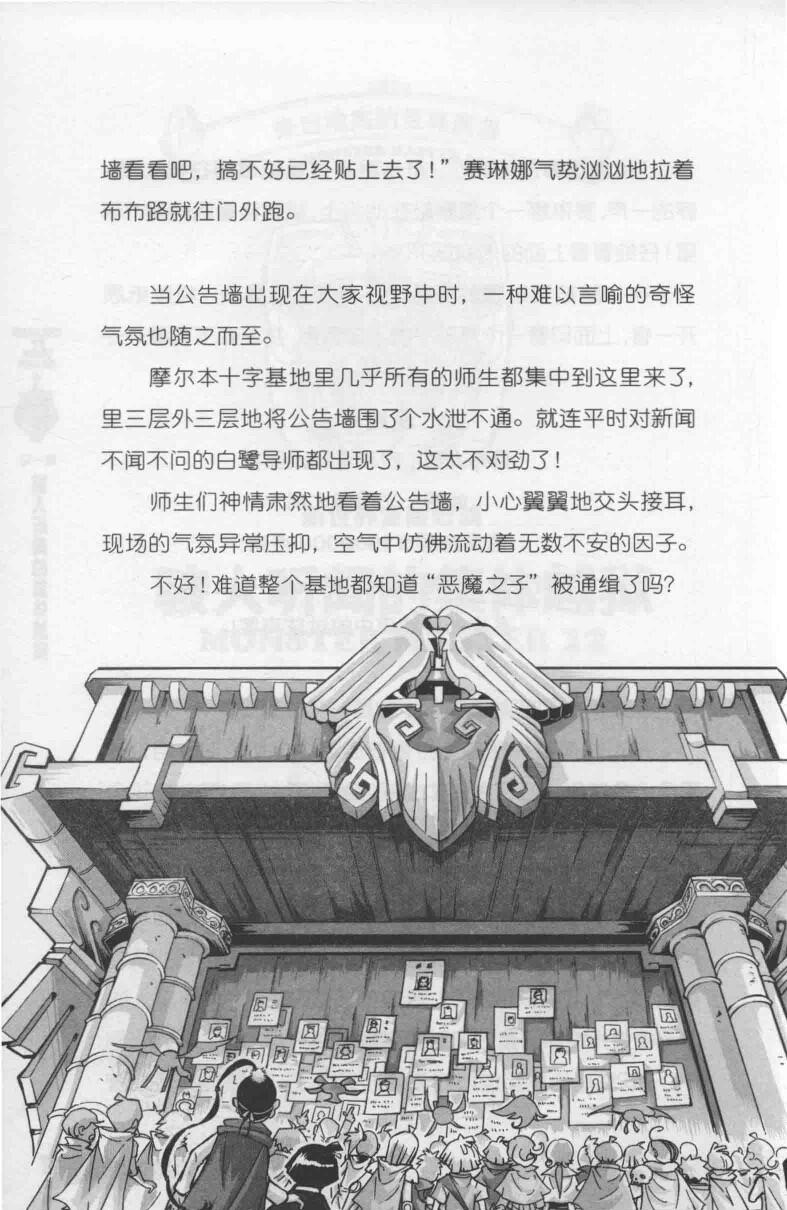 墙看看吧，搞不好已经贴上去了！”赛琳娜气势汹汹地拉着
布布路就往门外跑。
当公告墙出现在大家视野中时，一种难以言喻的奇怪
气氛也随之而至。
摩尔本十字基地里几乎所有的师生都集中到这里来了，
里三层外三层地将公告墙围了个水泄不通。就连平时对新闻
不闻不问的白鹭导师都出现了，这太不对劲了！
师生们神情肃然地看着公告墙，小心翼翼地交头接耳，
现场的气氛异常压抑，空气中仿佛流动着无数不安的因子。
不好！难道整个基地都知道“恶魔之子”被通缉了吗？